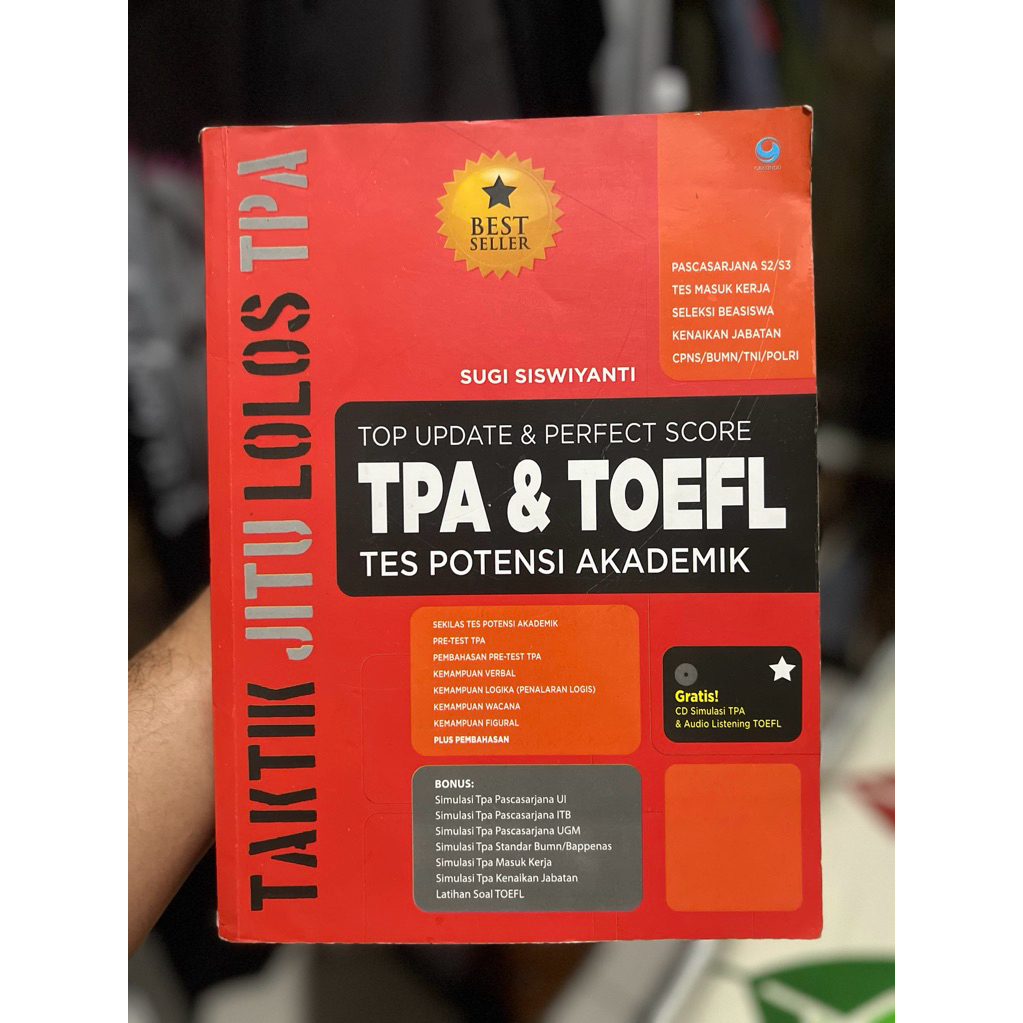 TAKTIK JITU LOLOS TPA
BEST
SELLER
PASCASARJANA S2/S3
TES MASUK KERJA
SELEKSI BEASISWA
KENAIKAN JABATAN
CPNS/BUMN/TNI/POLRI
SUGI SISWIYANTI
TOP UPDATE & PERFECT SCORE
TPA & TOEFL
TES POTENSI AKADEMIK
SEKILAS TES POTENSI AKADEMIK
PRE-TEST TPA
PEMBAHASAN PRE-TEST TPA
KEMAMPUAN VERBAL
KEMAMPUAN LOGIKA (PENALARAN LOGIS)
KEMAMPUAN WACANA
KEMAMPUAN FIGURAL
PLUS PEMBAHASAN
Gratis!
CD Simulasi TPA
& Audio Listening TOEFL
BONUS:
Simulasi Tpa Pascasarjana UI
Simulasi Tpa Pascasarjana ITB
Simulasi Tpa Pascasarjana UGM
Simulasi Tpa Standar Bumn/Bappenas
Simulasi Tpa Masuk Kerja
Simulasi Tpa Kenaikan Jabatan
Latihan Soal TOEFL